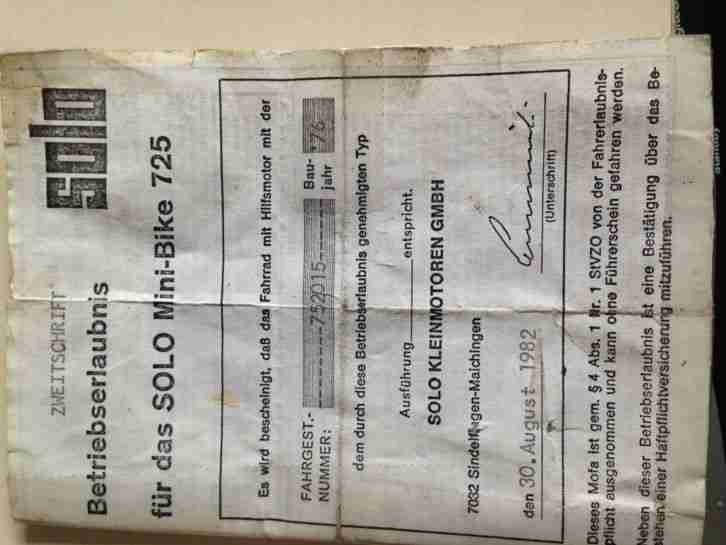 ZWEITSCHRIFT
solo
Betriebserlaubnis
für das SOLO Mini-Bike 725
Es wird bescheinigt, daß das Fahrrad mit Hilfsmotor mit der
FAHRGEST.-
NUMMER: ------752015------ Bau-
jahr '76
dem durch diese Betriebserlaubnis genehmigten Typ
Ausführung________entspricht.
SOLO KLEINMOTOREN GMBH
7032 Sindelfingen-Maichingen
den 30.August 1982
(Unterschrift)
Dieses Mofa ist gem. § 4 Abs. 1 Nr. 1 StVZO von der Fahrerlaubnis-
pflicht ausgenommen und kann ohne Führerschein gefahren werden.
Neben dieser Betriebserlaubnis ist eine Bestätigung über das Be-
stehen einer Haftpflichtversicherung mitzuführen.